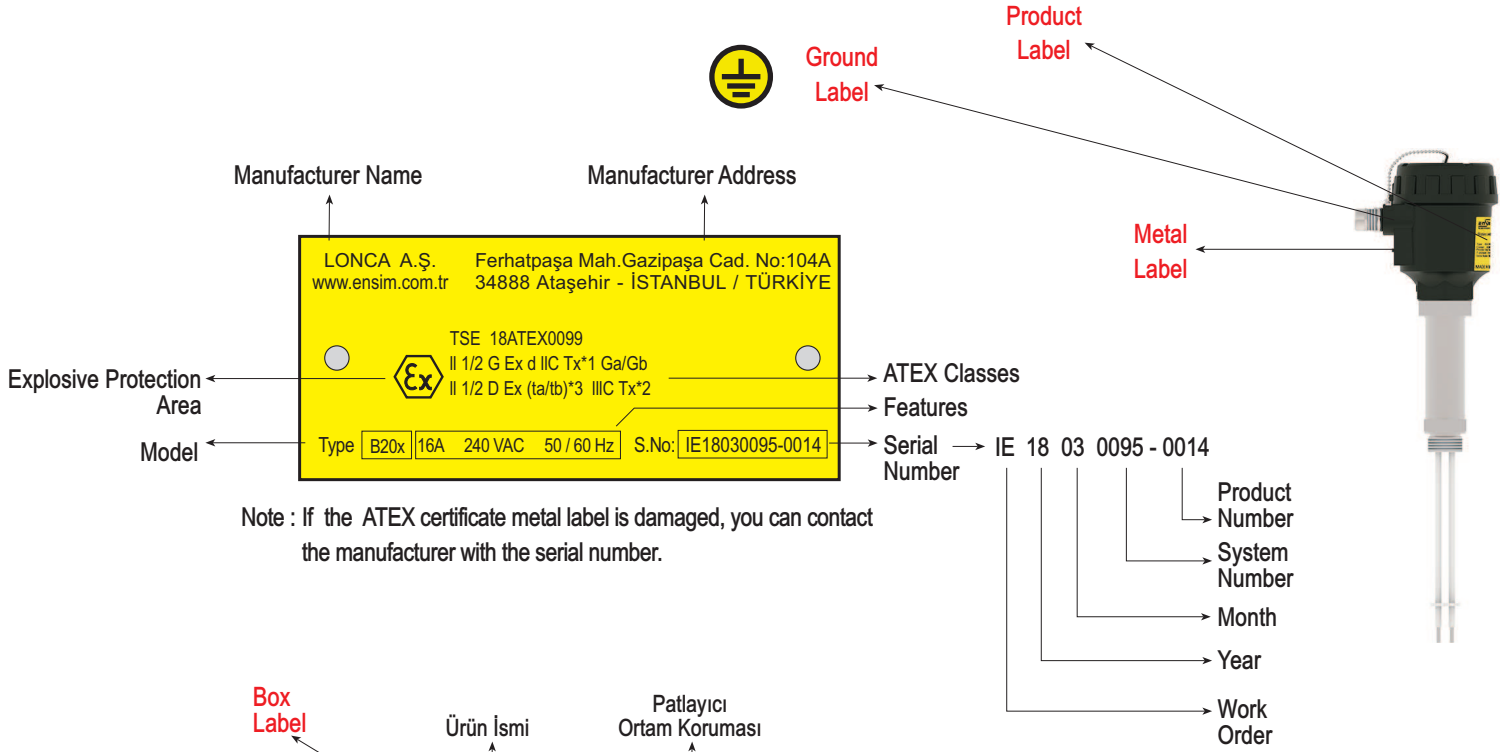 Product
Label
Ground
Label
Manufacturer Name
Manufacturer Address
Metal
Label
LONCA A.Ş.
www.ensim.com.tr
Ferhatpaşa Mah.Gazipaşa Cad. No:104A
34888 Ataşehir - İSTANBUL / TÜRKİYE
TSE 18ATEX0099
II 1/2 G Ex d IIC Tx*1 Ga/Gb
II 1/2 D Ex (ta/tb)*3 IIIC Tx*2
Ex
Explosive Protection
Area
ATEX Classes
Features
Model
Type B20x 16A 240 VAC 50 / 60 Hz S.No: IE18030095-0014
Serial
Number
IE 18 03 0095 - 0014
Note : If the ATEX certificate metal label is damaged, you can contact
the manufacturer with the serial number.
Product
Number
System
Number
Month
Year
Work
Order
Box
Label
Ürün İsmi
Patlayıcı
Ortam Koruması